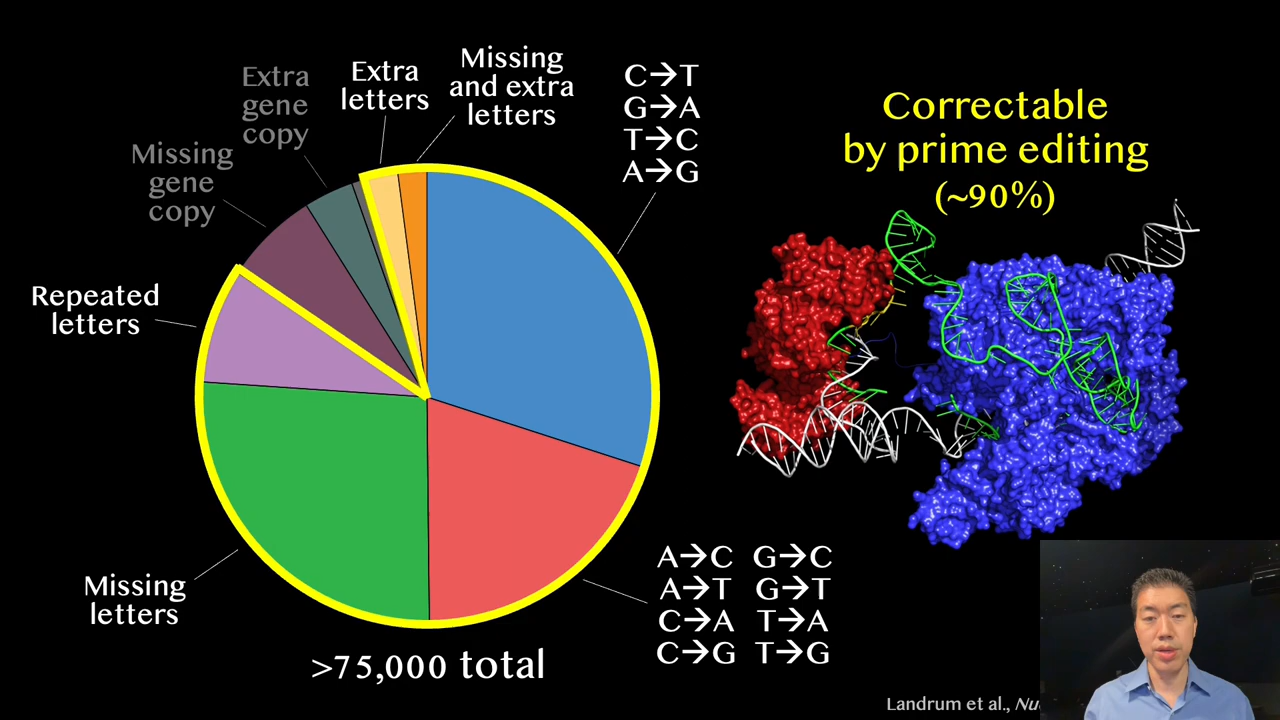 Missing
and extra
letters
Extra
letters
Extra
gene
copy
Missing
gene
copy
Repeated
letters
Missing
letters
>75,000 total
C→T
G→A
T→C
A→G
A→C G→C
A→T G→T
C→A T→A
C→G T→G
Correctable
by prime editing
(~90%)
Landrum et al.,